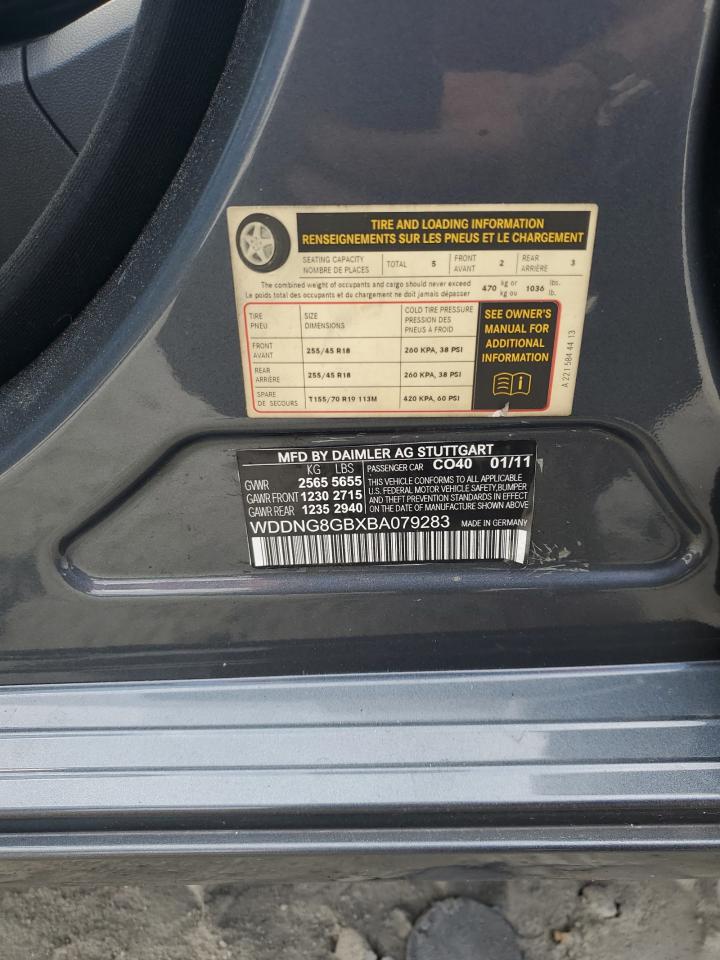 TIRE AND LOADING INFORMATION
RENSEIGNEMENTS SUR LES PNEUS ET LE CHARGEMENT
SEATING CAPACITY
NOMBRE DE PLACES
TOTAL 5
FRONT
AVANT
2
REAR
ARRIÈRE
3
The combined weight of occupants and cargo should never exceed
Le poids total des occupants et du chargement ne doit jamais dépasser
470 kg or
kg ou
1036 lbs.
lb.
TIRE
PNEU
SIZE
DIMENSIONS
COLD TIRE PRESSURE
PRESSION DES
PNEUS A FROID
FRONT
AVANT
255/45 R18
260 KPA, 38 PSI
REAR
ARRIÈRE
255/45 R18
260 KPA, 38 PSI
SPARE
DE SECOURS
T155/70 R19 113M
420 KPA, 60 PSI
SEE OWNER'S
MANUAL FOR
ADDITIONAL
INFORMATION
A 221 584 44 13
MFD BY DAIMLER AG STUTTGART
KG LBS
GVWR 2565 5655
GAWR FRONT 1230 2715
GAWR REAR 1235 2940
PASSENGER CAR CO40 01/11
THIS VEHICLE CONFORMS TO ALL APPLICABLE
U.S. FEDERAL MOTOR VEHICLE SAFETY, BUMPER
AND THEFT PREVENTION STANDARDS IN EFFECT
ON THE DATE OF MANUFACTURE SHOWN ABOVE
WDDNG8GBXBA079283
MADE IN GERMANY